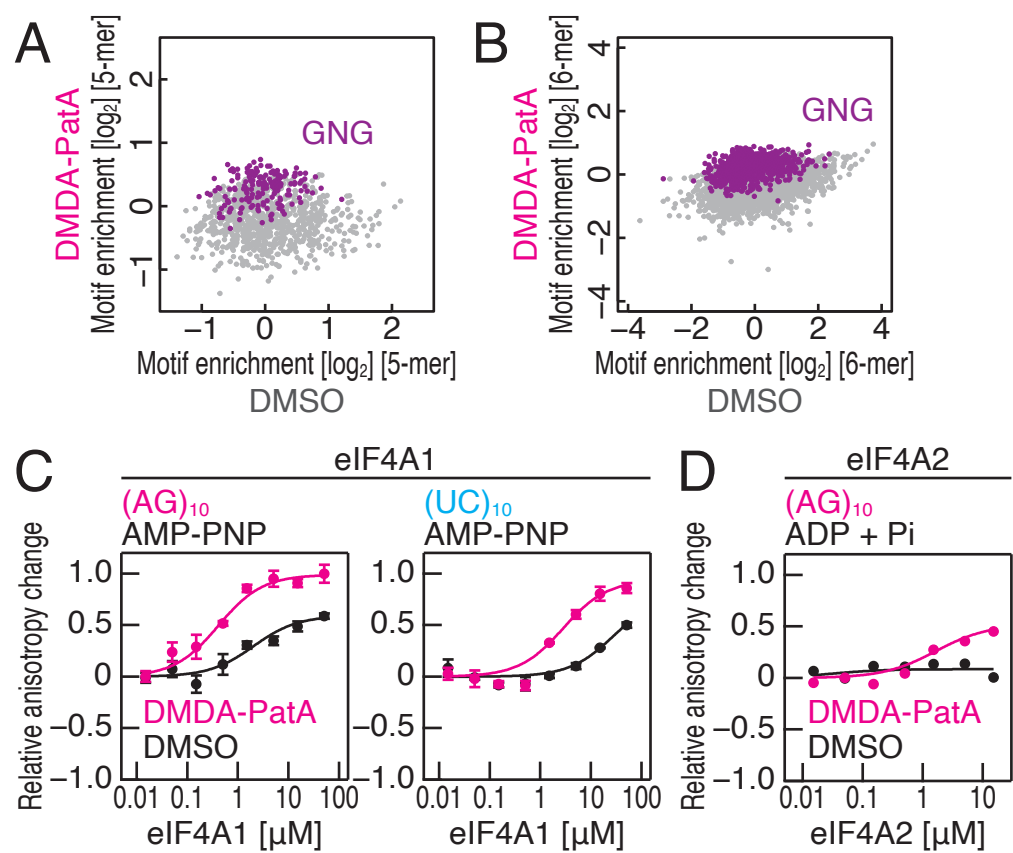 A
DMDA-PatA
Motif enrichment [log₂] [5-mer]
2
1
0
−1
GNG
−1 0 1 2
Motif enrichment [log₂] [5-mer]
DMSO
B
DMDA-PatA
Motif enrichment [log₂] [6-mer]
4
2
0
−2
−4
GNG
−4 −2 0 2 4
Motif enrichment [log₂] [6-mer]
DMSO
C
eIF4A1
(AG)₁₀
AMP-PNP
Relative anisotropy change
1.0
0.5
0
−0.5
−1.0
DMDA-PatA
DMSO
0.01 0.1 1 10 100
eIF4A1 [μM]
(UC)₁₀
AMP-PNP
1.0
0.5
0
−0.5
−1.0
0.01 0.1 1 10 100
eIF4A1 [μM]
D
eIF4A2
(AG)₁₀
ADP + Pi
Relative anisotropy change
1.0
0.5
0
−0.5
−1.0
DMDA-PatA
DMSO
0.01 0.1 1 10
eIF4A2 [μM]